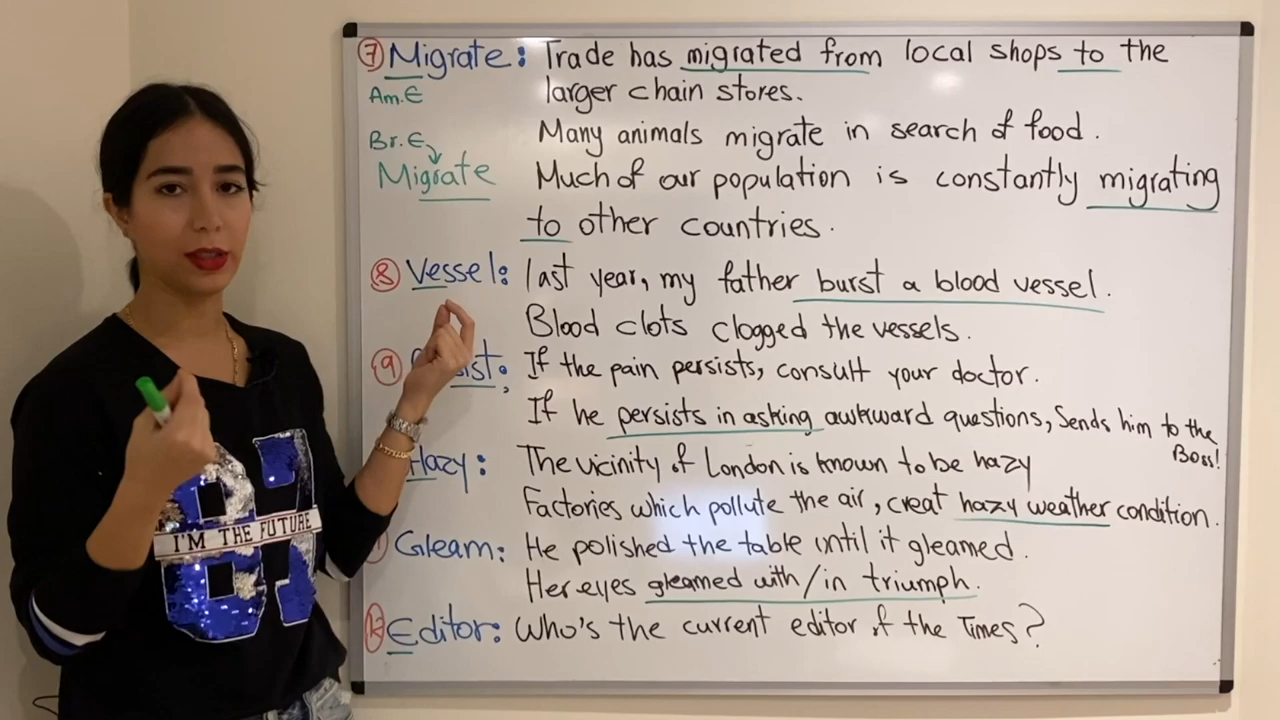 7 Migrate: Trade has migrated from local shops to the
Am.E larger chain stores.
Br.E Many animals migrate in search of food.
Migrate Much of our population is constantly migrating
to other countries.
8 Vessel: last year, my father burst a blood vessel.
Blood clots clogged the vessels.
9 sist: If the pain persists, consult your doctor.
If he persists in asking awkward questions, Sends him to the
Boss!
Hazy: The vicinity of London is known to be hazy
Factories which pollute the air, creat hazy weather condition.
Gleam: He polished the table until it gleamed.
Her eyes gleamed with/in triumph.
Editor: Who's the current editor of the Times?
I'M THE FUTURE